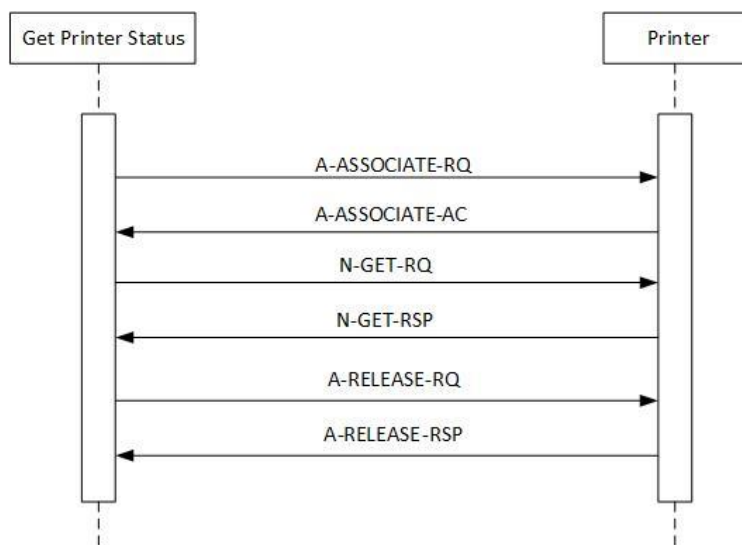 Get Printer Status
Printer
A-ASSOCIATE-RQ
A-ASSOCIATE-AC
N-GET-RQ
N-GET-RSP
A-RELEASE-RQ
A-RELEASE-RSP